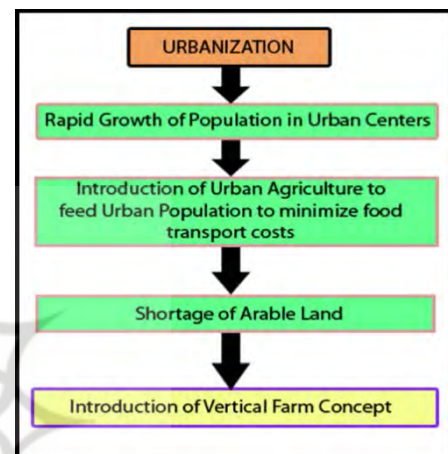 URBANIZATION
Rapid Growth of Population in Urban Centers
Introduction of Urban Agriculture to
feed Urban Population to minimize food
transport costs
Shortage of Arable Land
Introduction of Vertical Farm Concept